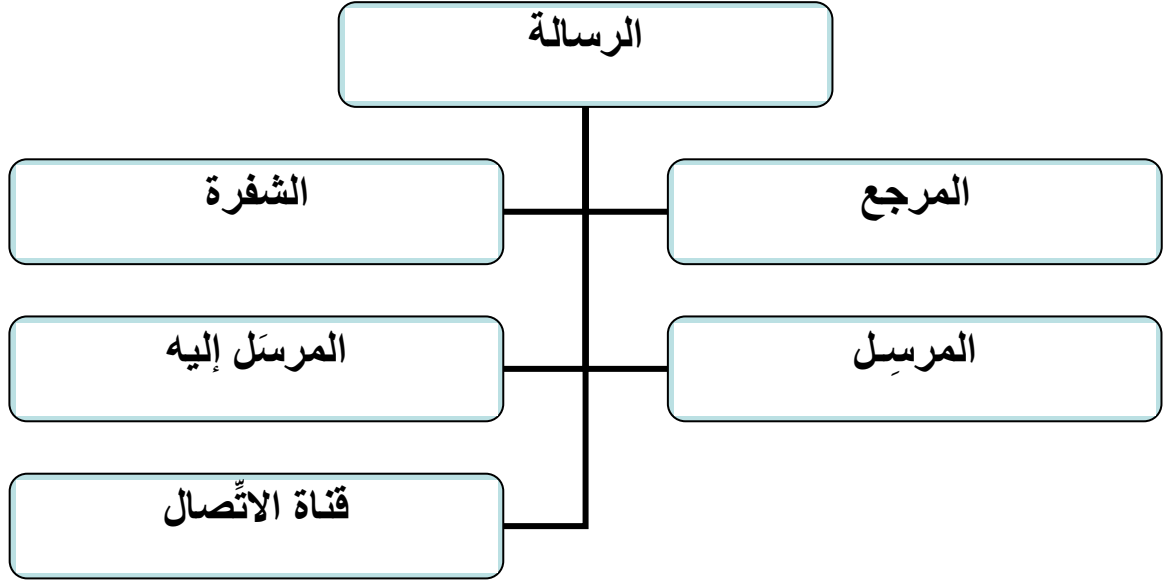 الرسالة
المرجع
الشفرة
المرسِل
المرسَل إليه
قناة الاتِّصال